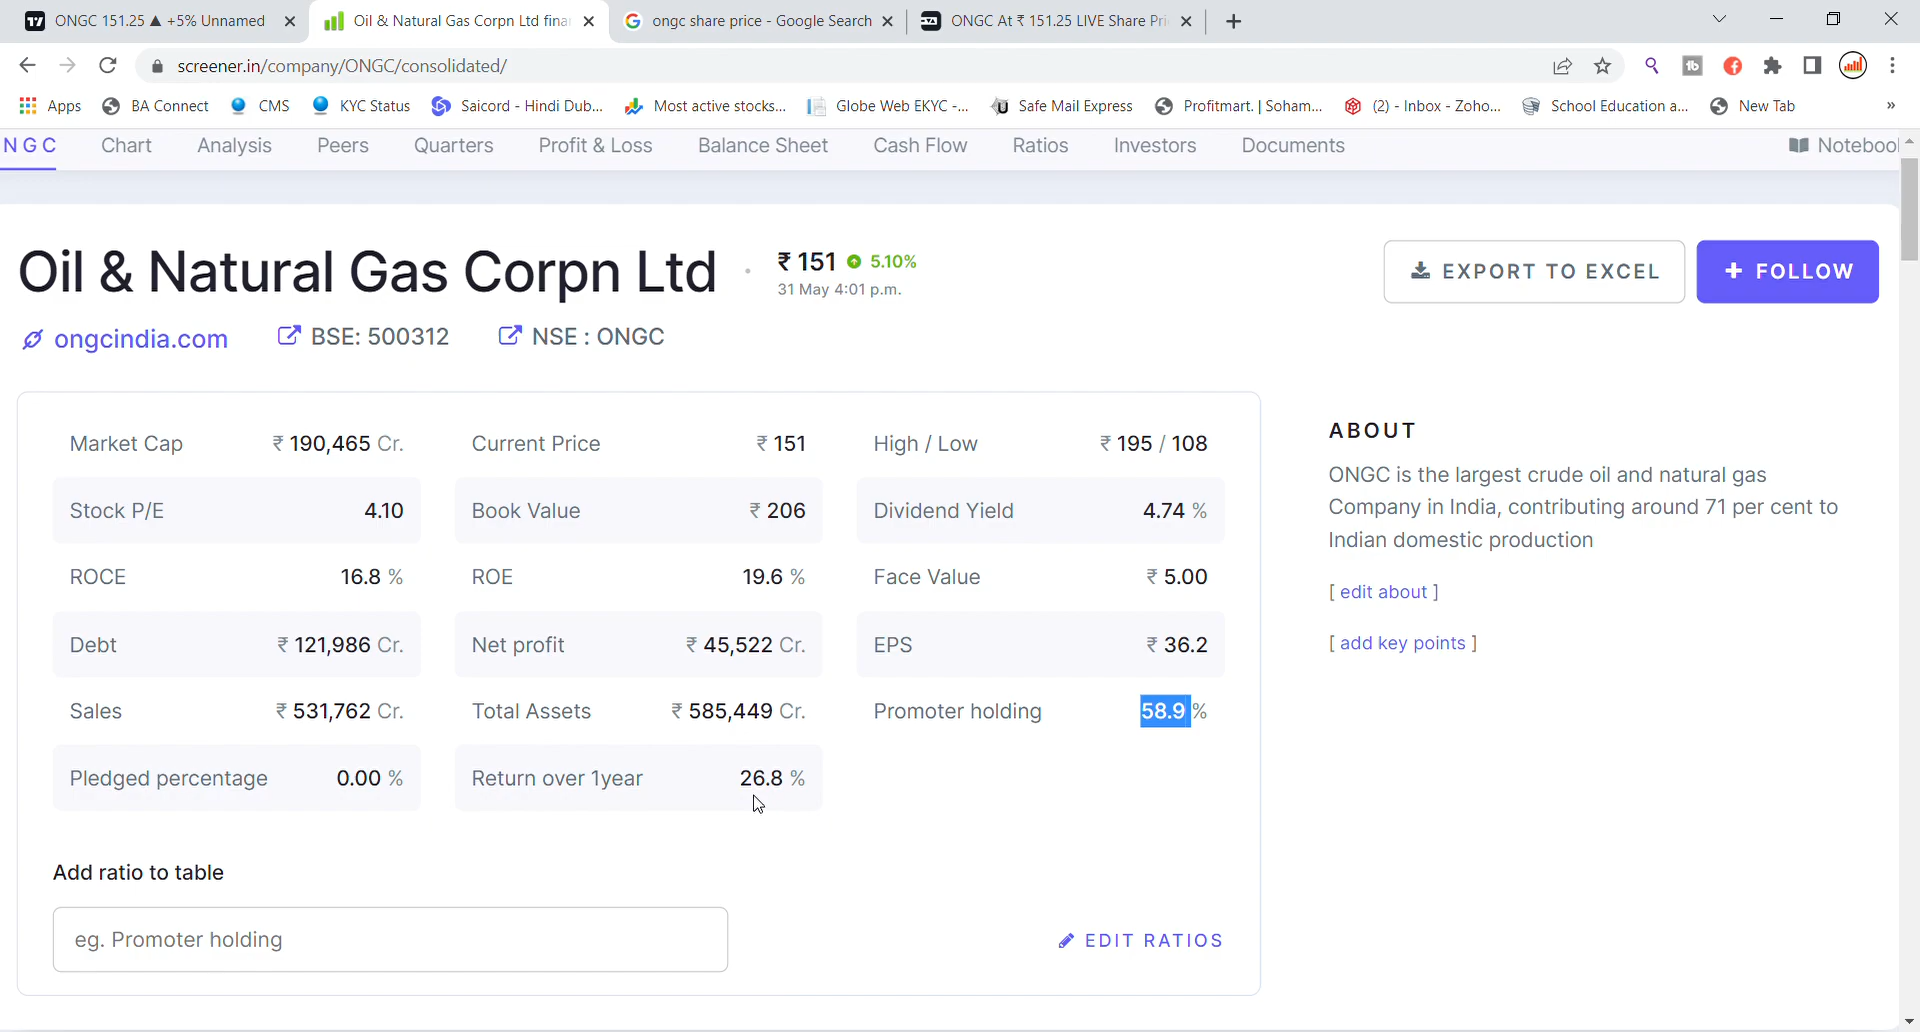 ONGC 151.25 ▲ +5% Unnamed
Oil & Natural Gas Corpn Ltd fina
ongc share price - Google Search
ONGC At ₹ 151.25 LIVE Share Pri
screener.in/company/ONGC/consolidated/
Apps
BA Connect
CMS
KYC Status
Saicord - Hindi Dub...
Most active stocks...
Globe Web EKYC -...
Safe Mail Express
Profitmart. | Soham...
(2) - Inbox - Zoho...
School Education a...
New Tab
»
NGC
Chart
Analysis
Peers
Quarters
Profit & Loss
Balance Sheet
Cash Flow
Ratios
Investors
Documents
Noteboo
Oil & Natural Gas Corpn Ltd
₹ 151 5.10%
31 May 4:01 p.m.
EXPORT TO EXCEL
+ FOLLOW
ongcindia.com
BSE: 500312
NSE : ONGC
Market Cap ₹ 190,465 Cr.
Current Price ₹ 151
High / Low ₹ 195 / 108
Stock P/E 4.10
Book Value ₹ 206
Dividend Yield 4.74 %
ROCE 16.8 %
ROE 19.6 %
Face Value ₹ 5.00
Debt ₹ 121,986 Cr.
Net profit ₹ 45,522 Cr.
EPS ₹ 36.2
Sales ₹ 531,762 Cr.
Total Assets ₹ 585,449 Cr.
Promoter holding 58.9 %
Pledged percentage 0.00 %
Return over 1year 26.8 %
Add ratio to table
eg. Promoter holding
EDIT RATIOS
ABOUT
ONGC is the largest crude oil and natural gas
Company in India, contributing around 71 per cent to
Indian domestic production
[ edit about ]
[ add key points ]